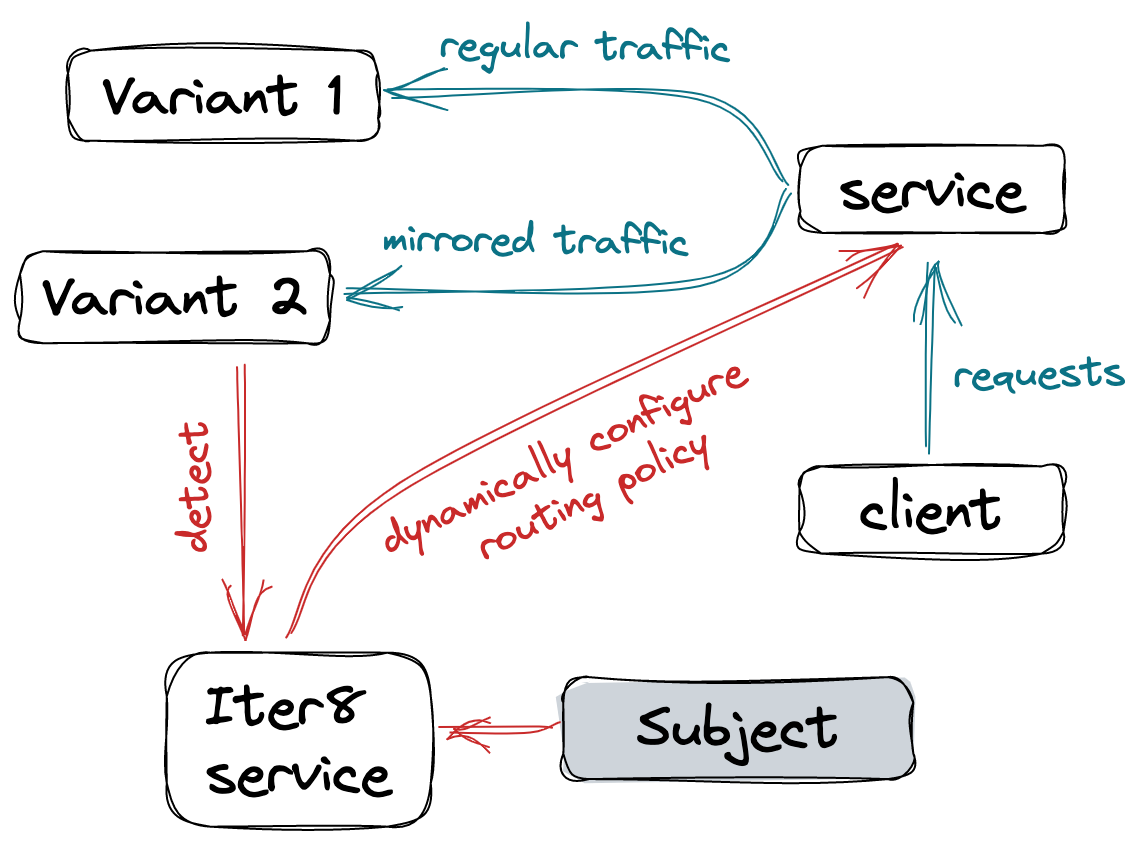 regular traffic
Variant 1
service
mirrored traffic
Variant 2
requests
detect
dynamically configure
routing policy
client
Iter8
service
Subject